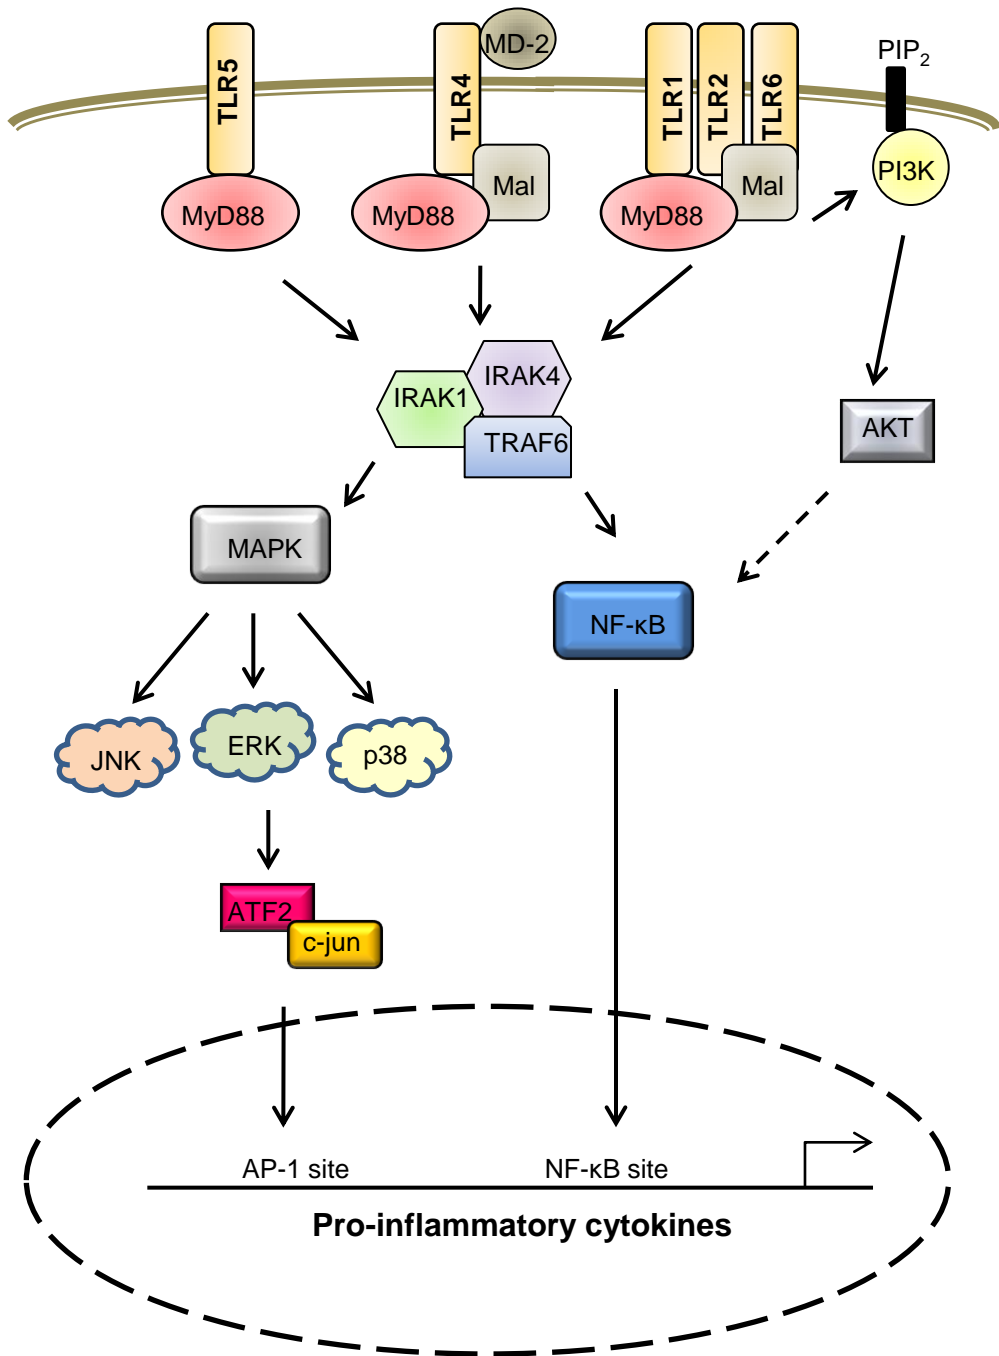 MD-2
PIP2
TLR5
TLR4
TLR1
TLR2
TLR6
MyD88
MyD88
Mal
MyD88
Mal
PI3K
IRAK1
IRAK4
TRAF6
AKT
MAPK
NF-κB
JNK
ERK
p38
ATF2
c-jun
AP-1 site
NF-κB site
Pro-inflammatory cytokines